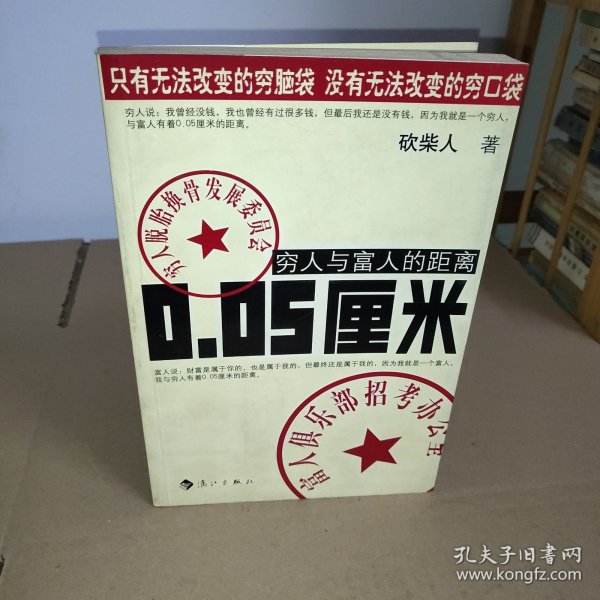 只有无法改变的穷脑袋 没有无法改变的穷口袋
穷人说：我曾经没钱，我也曾经有过很多钱，但最后我还是没有钱，因为我就是一个穷人，
与富人有着0.05厘米的距离。
砍柴人 著
穷人脱胎换骨发展委员会
穷人与富人的距离
0.05厘米
富人说：财富是属于你的，也是属于我的，但最终还是属于我的，因为我就是一个富人，
我与穷人有着0.05厘米的距离。
富人俱乐部招考办公室
漓江出版社
孔夫子旧书网
www.kongfz.com